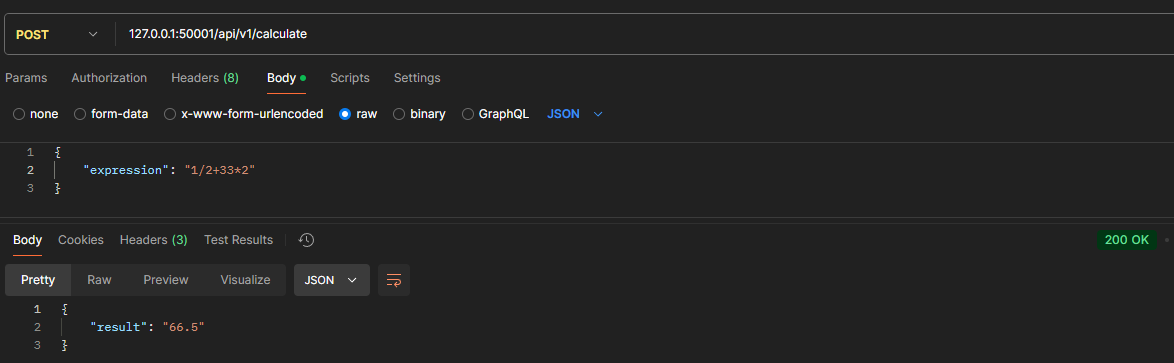 POST 127.0.0.1:50001/api/v1/calculate
Params Authorization Headers (8) Body Scripts Settings
none form-data x-www-form-urlencoded raw binary GraphQL JSON
1 {
2 "expression": "1/2+33*2"
3 }
Body Cookies Headers (3) Test Results 200 OK
Pretty Raw Preview Visualize JSON
1 {
2 "result": "66.5"
3 }